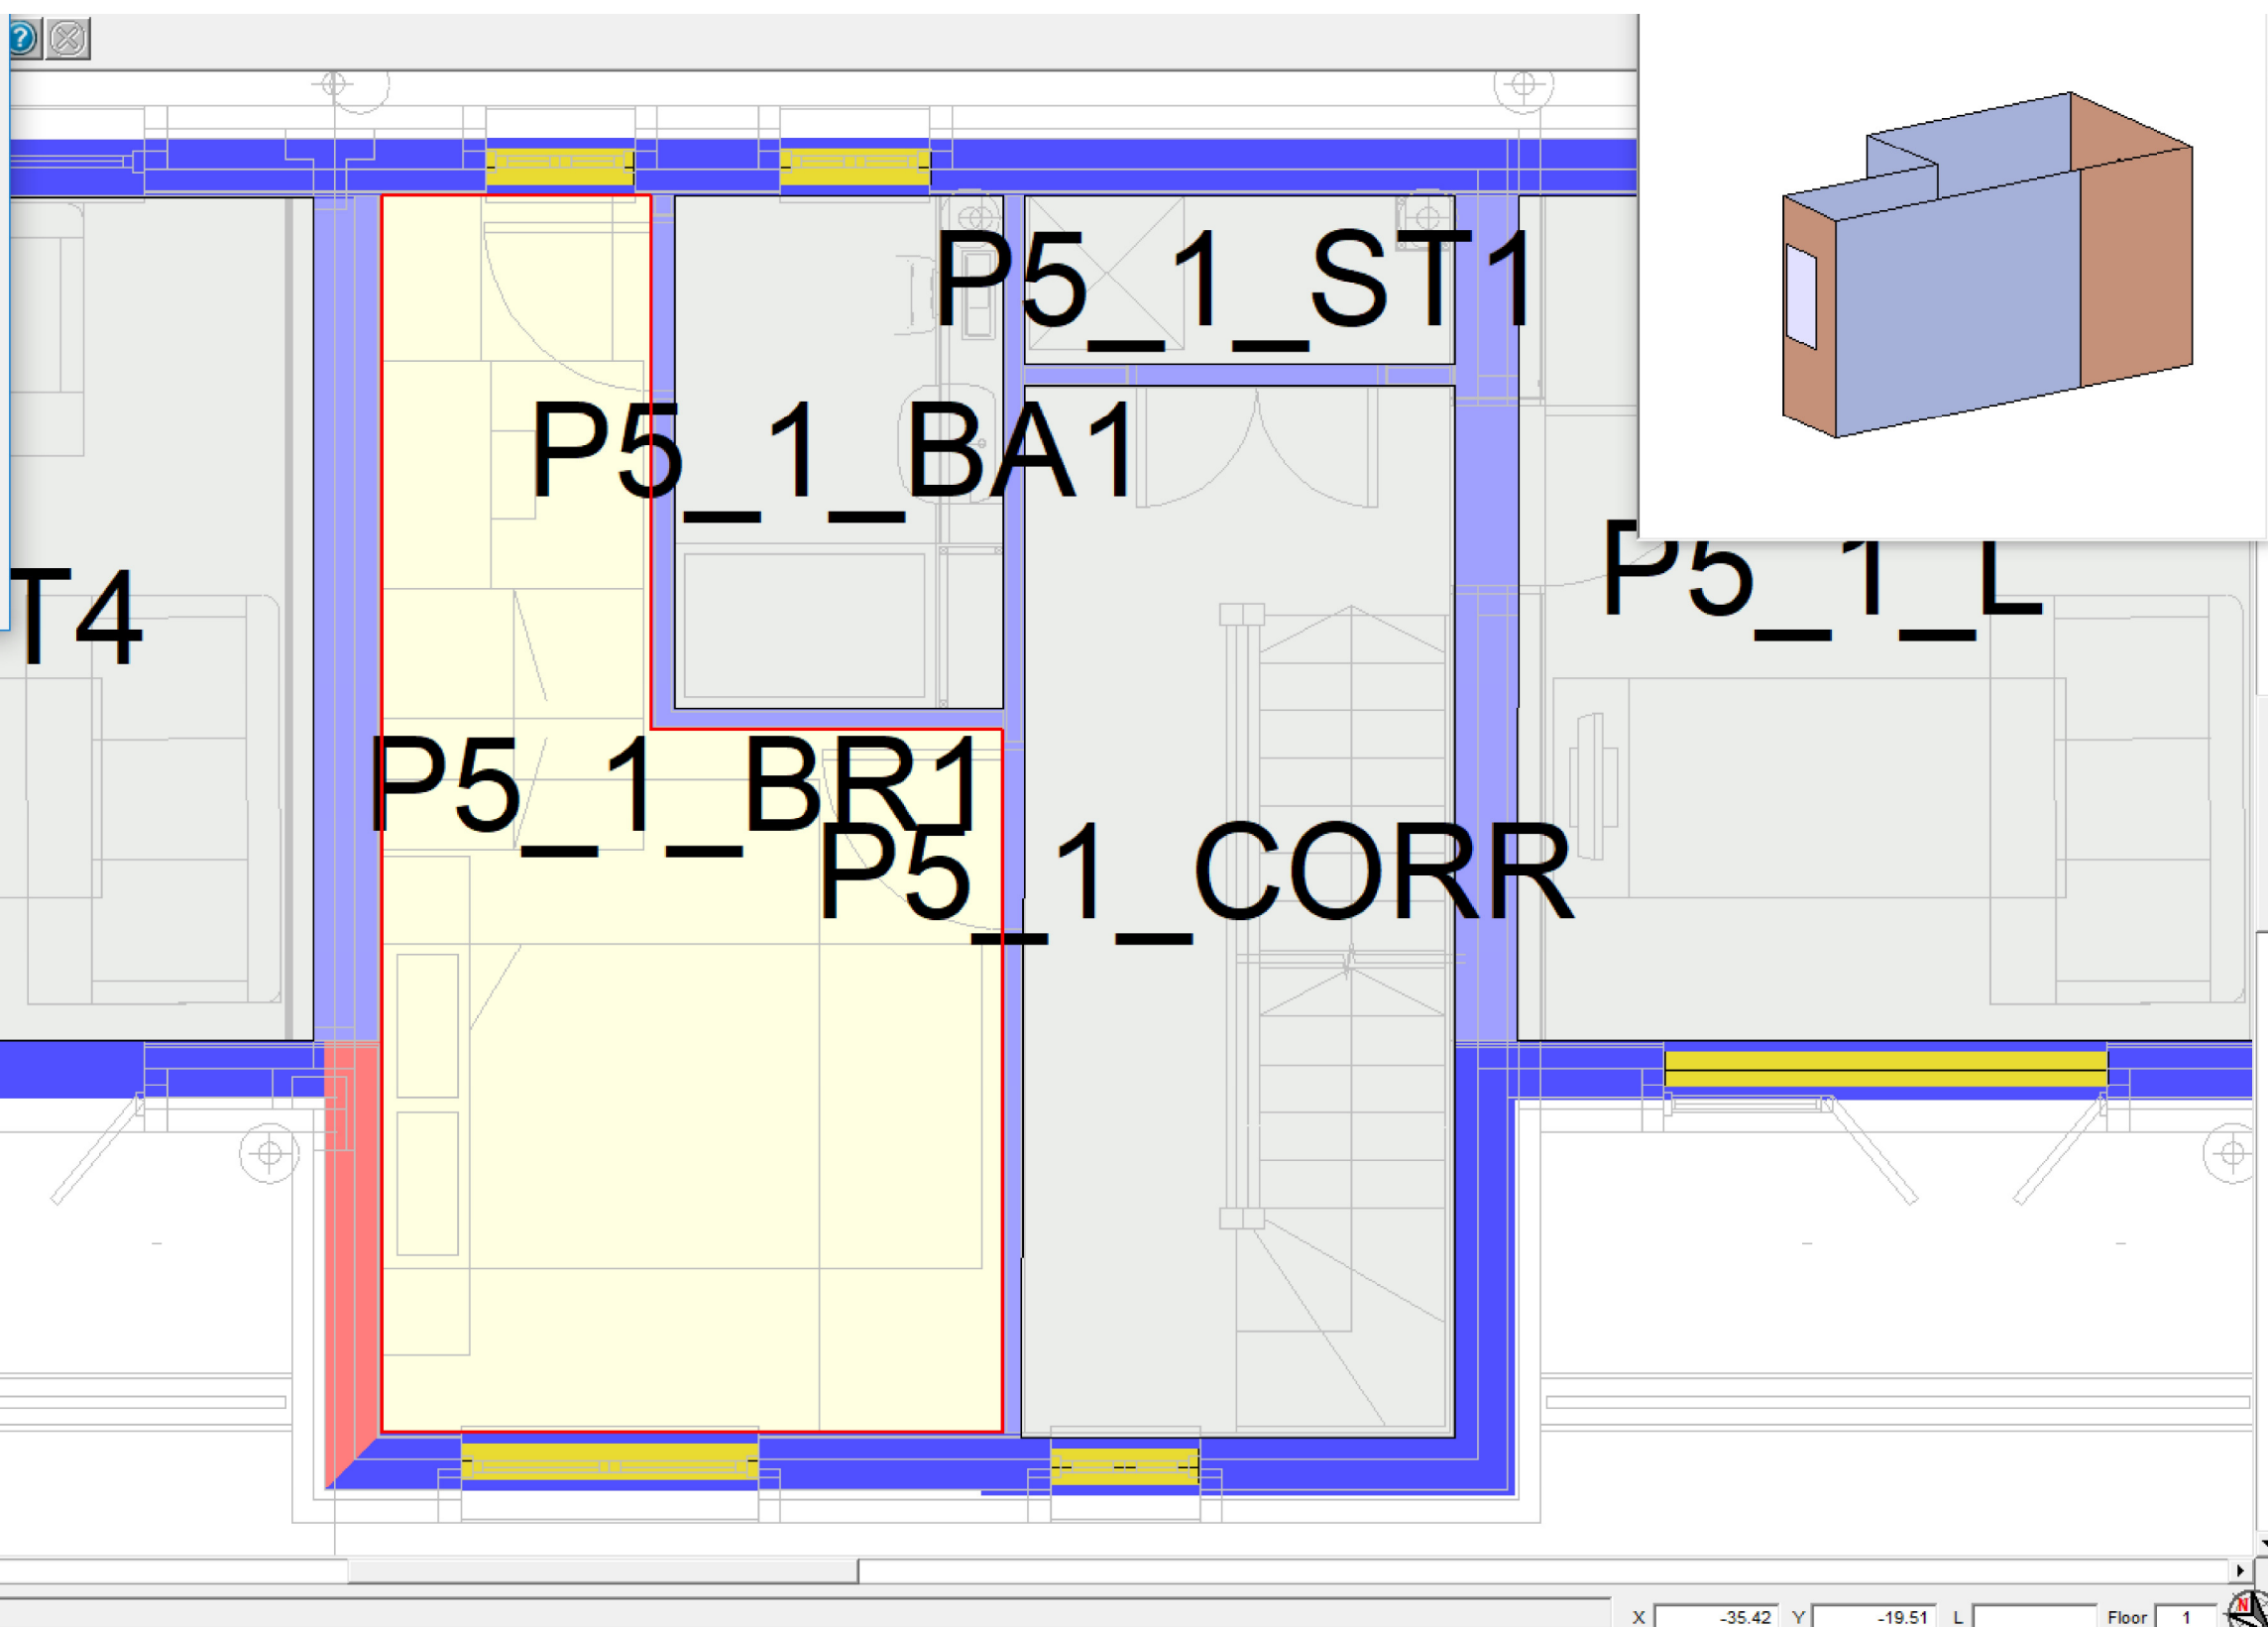 ?
P5_1_ST1
P5_1_BA1
P5_1_L
T4
P5_1_BR1
P5_1_CORR
X -35.42 Y -19.51 L Floor 1 N